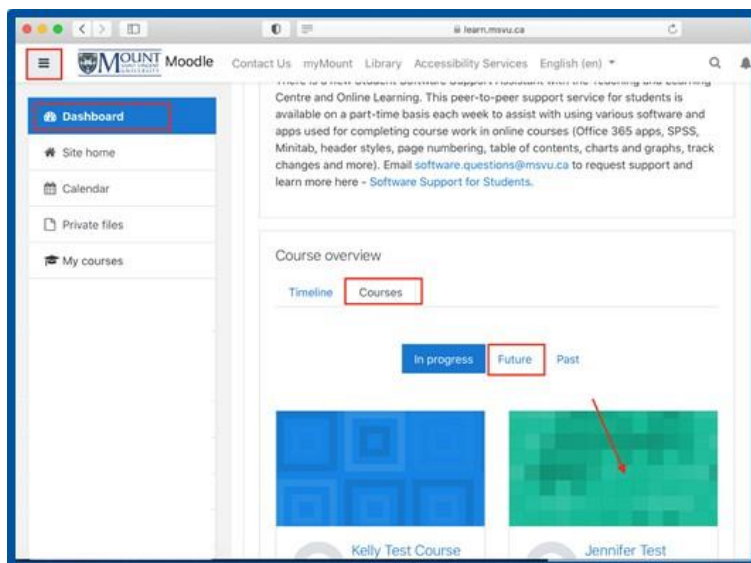 learn.msvu.ca
MOUNT
SAINT VINCENT
UNIVERSITY
Moodle
Contact Us myMount Library Accessibility Services English (en)
There is a new Student Software Support Assistant with the Teaching and Learning
Centre and Online Learning. This peer-to-peer support service for students is
available on a part-time basis each week to assist with using various software and
apps used for completing course work in online courses (Office 365 apps, SPSS,
Minitab, header styles, page numbering, table of contents, charts and graphs, track
changes and more). Email software.questions@msvu.ca to request support and
learn more here - Software Support for Students.
Dashboard
Site home
Calendar
Private files
My courses
Course overview
Timeline Courses
In progress Future Past
Kelly Test Course
Jennifer Test